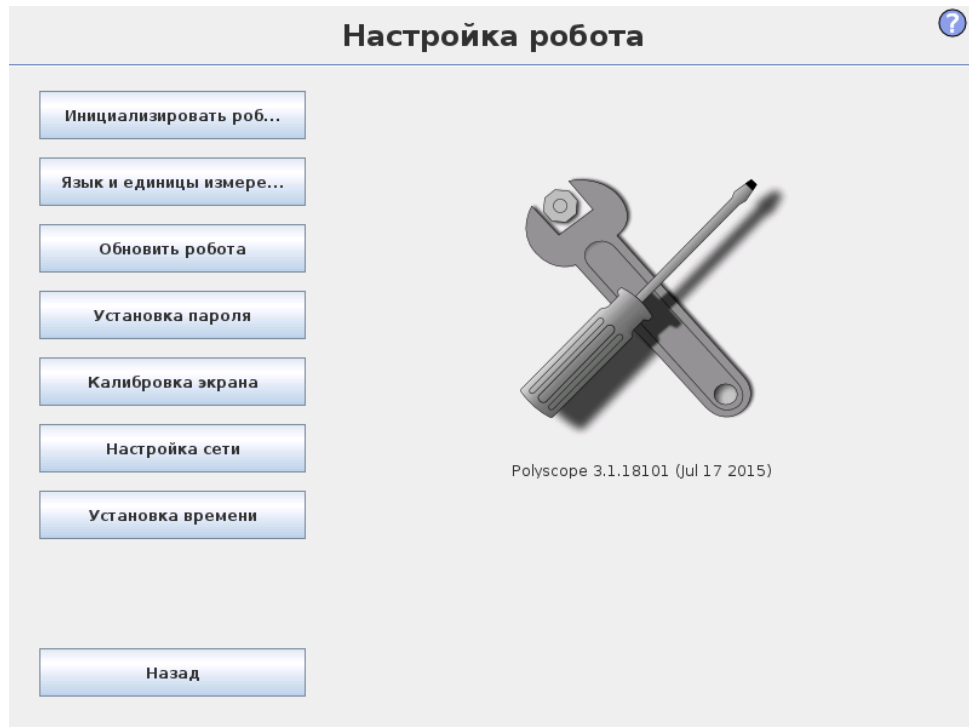 Настройка робота
?
Инициализировать роб...
Язык и единицы измере...
Обновить робота
Установка пароля
Калибровка экрана
Настройка сети
Polyscope 3.1.18101 (Jul 17 2015)
Установка времени
Назад